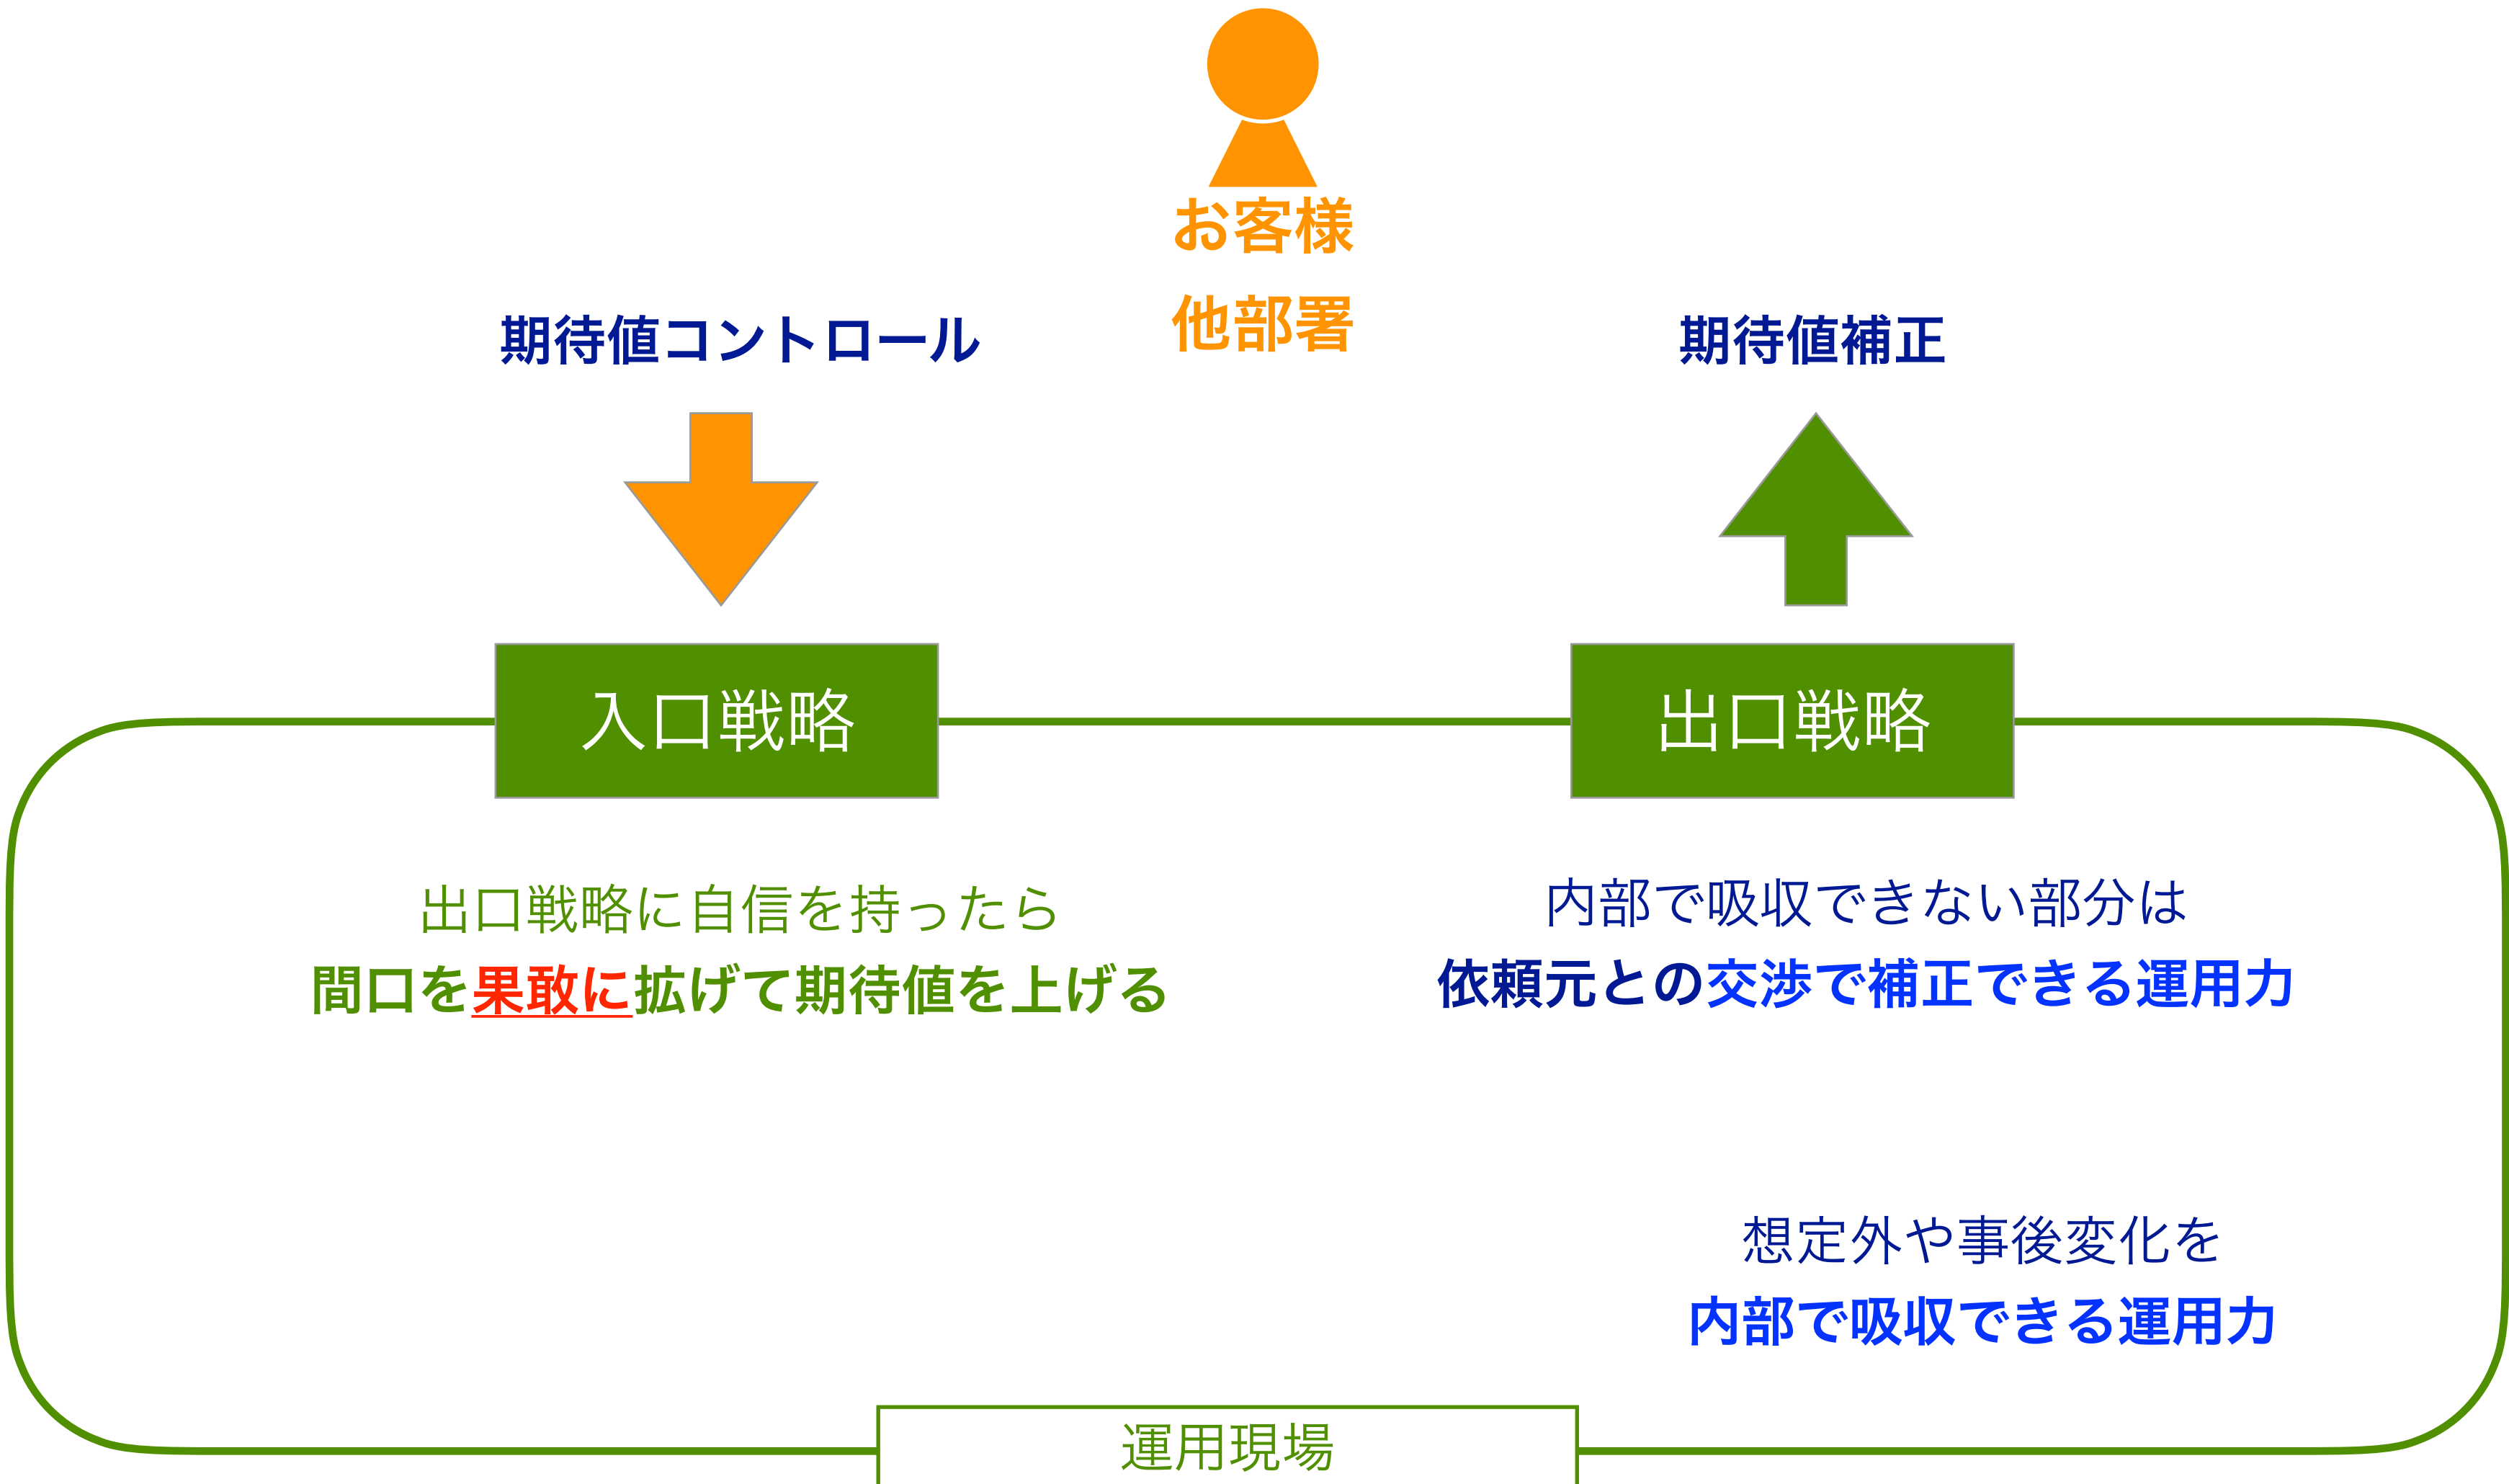 お客様
他部署
期待値コントロール
期待値補正
入口戦略
出口戦略
出口戦略に自信を持ったら
間口を果敢に拡げて期待値を上げる
内部で吸収できない部分は
依頼元との交渉で補正できる運用力
想定外や事後変化を
内部で吸収できる運用力
運用現場